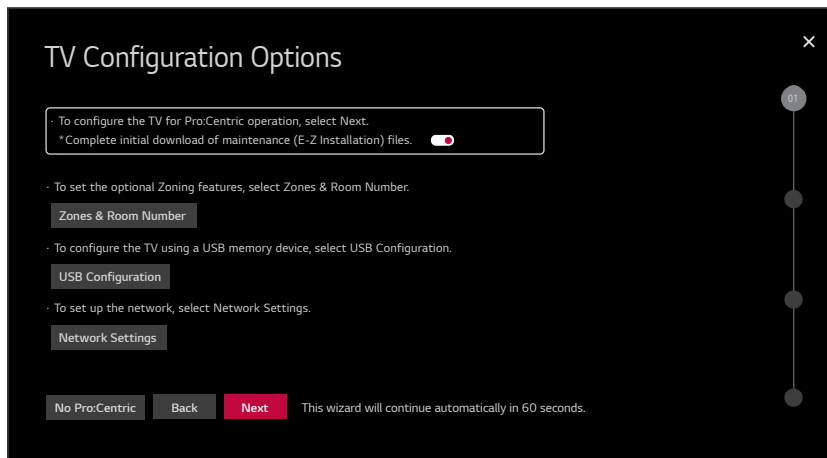 TV Configuration Options
×
01
· To configure the TV for Pro:Centric operation, select Next.
*Complete initial download of maintenance (E-Z Installation) files.
· To set the optional Zoning features, select Zones & Room Number.
Zones & Room Number
· To configure the TV using a USB memory device, select USB Configuration.
USB Configuration
· To set up the network, select Network Settings.
Network Settings
No Pro:Centric Back Next This wizard will continue automatically in 60 seconds.